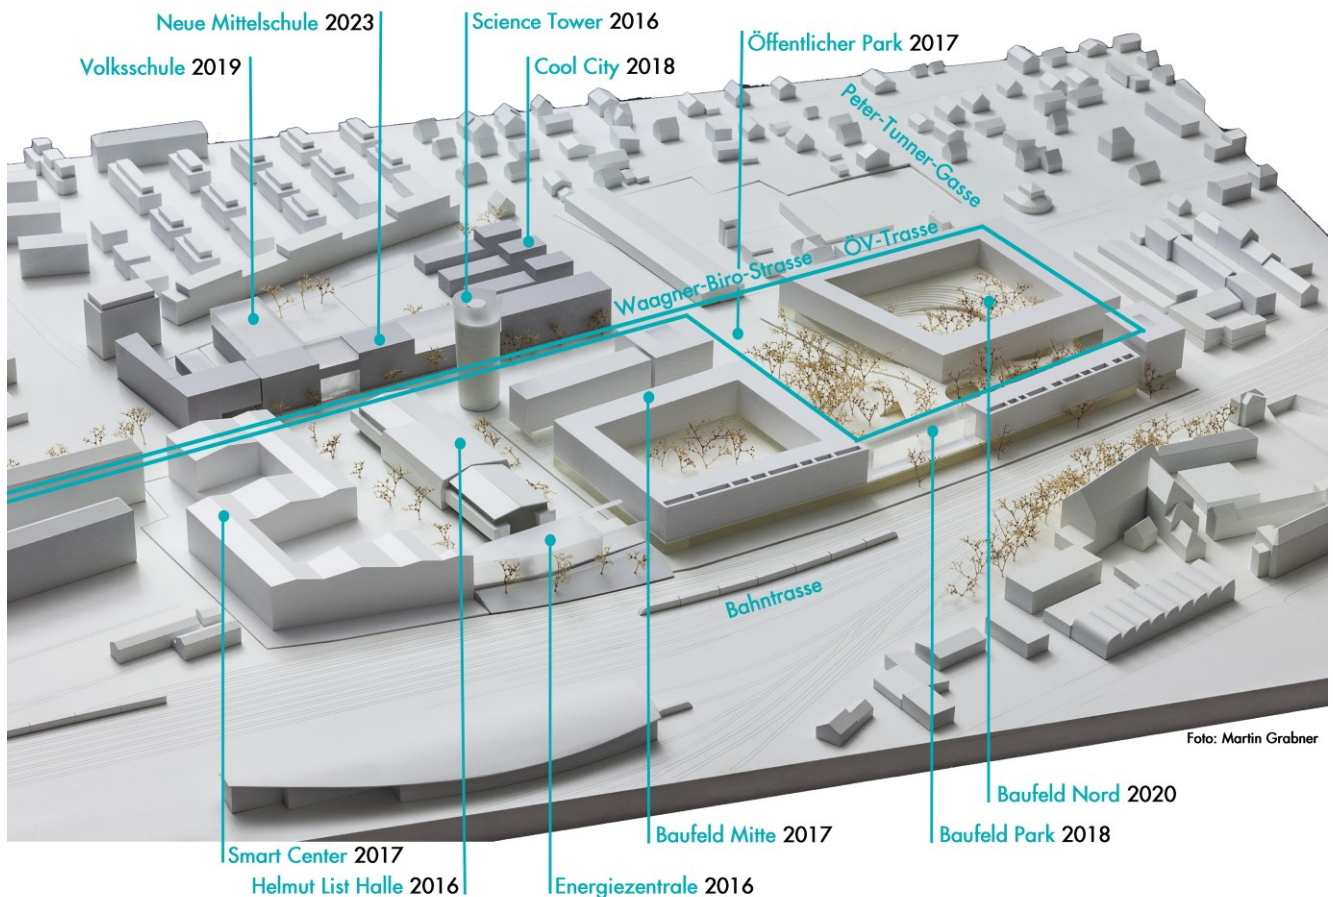 Neue Mittelschule 2023
Science Tower 2016
Öffentlicher Park 2017
Volksschule 2019
Cool City 2018
Peter-Tunner-Gasse
ÖV-Trasse
Waagner-Biro-Strasse
Bahntrasse
Foto: Martin Grabner
Baufeld Nord 2020
Baufeld Mitte 2017
Baufeld Park 2018
Smart Center 2017
Helmut List Halle 2016
Energiezentrale 2016